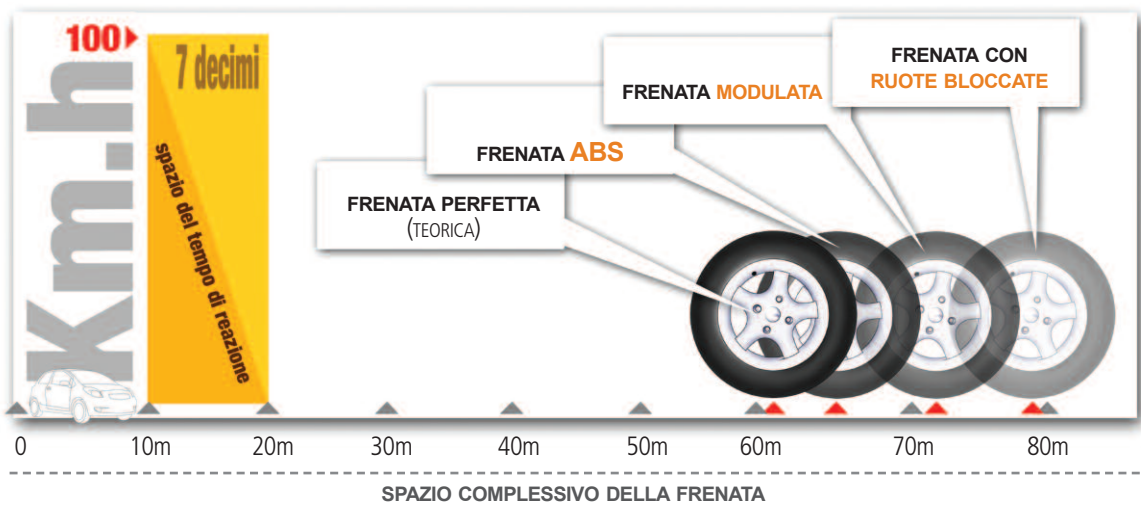 100
Km.h
7 decimi
spazio del tempo di reazione
FRENATA PERFETTA
(TEORICA)
FRENATA ABS
FRENATA MODULATA
FRENATA CON
RUOTE BLOCCATE
0 10m 20m 30m 40m 50m 60m 70m 80m
SPAZIO COMPLESSIVO DELLA FRENATA